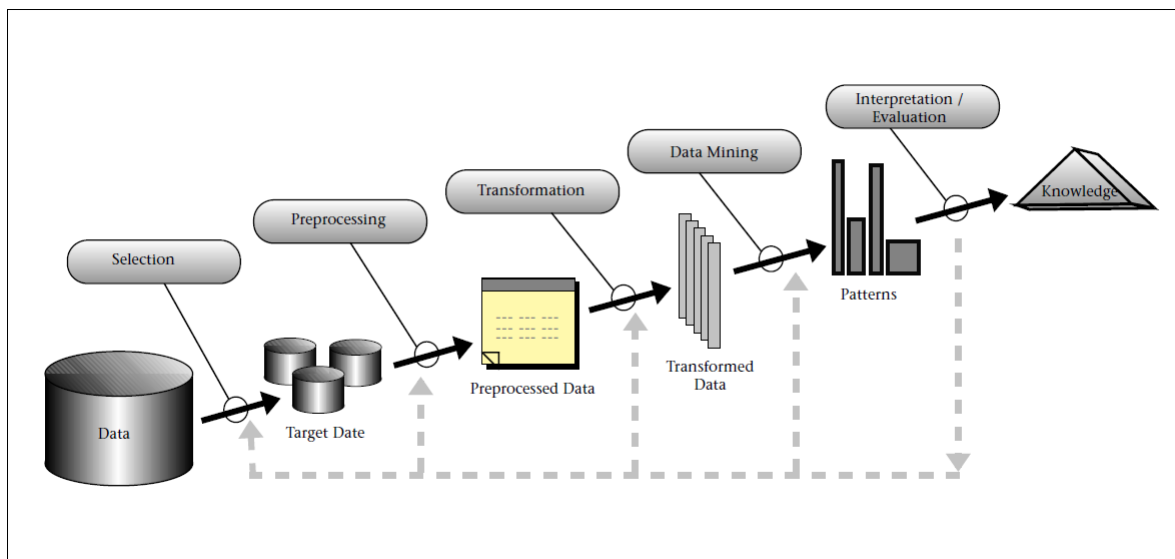 Interpretation /
Evaluation
Data Mining
Transformation
Preprocessing
Selection
Data
Target Date
Preprocessed Data
Transformed
Data
Patterns
Knowledge